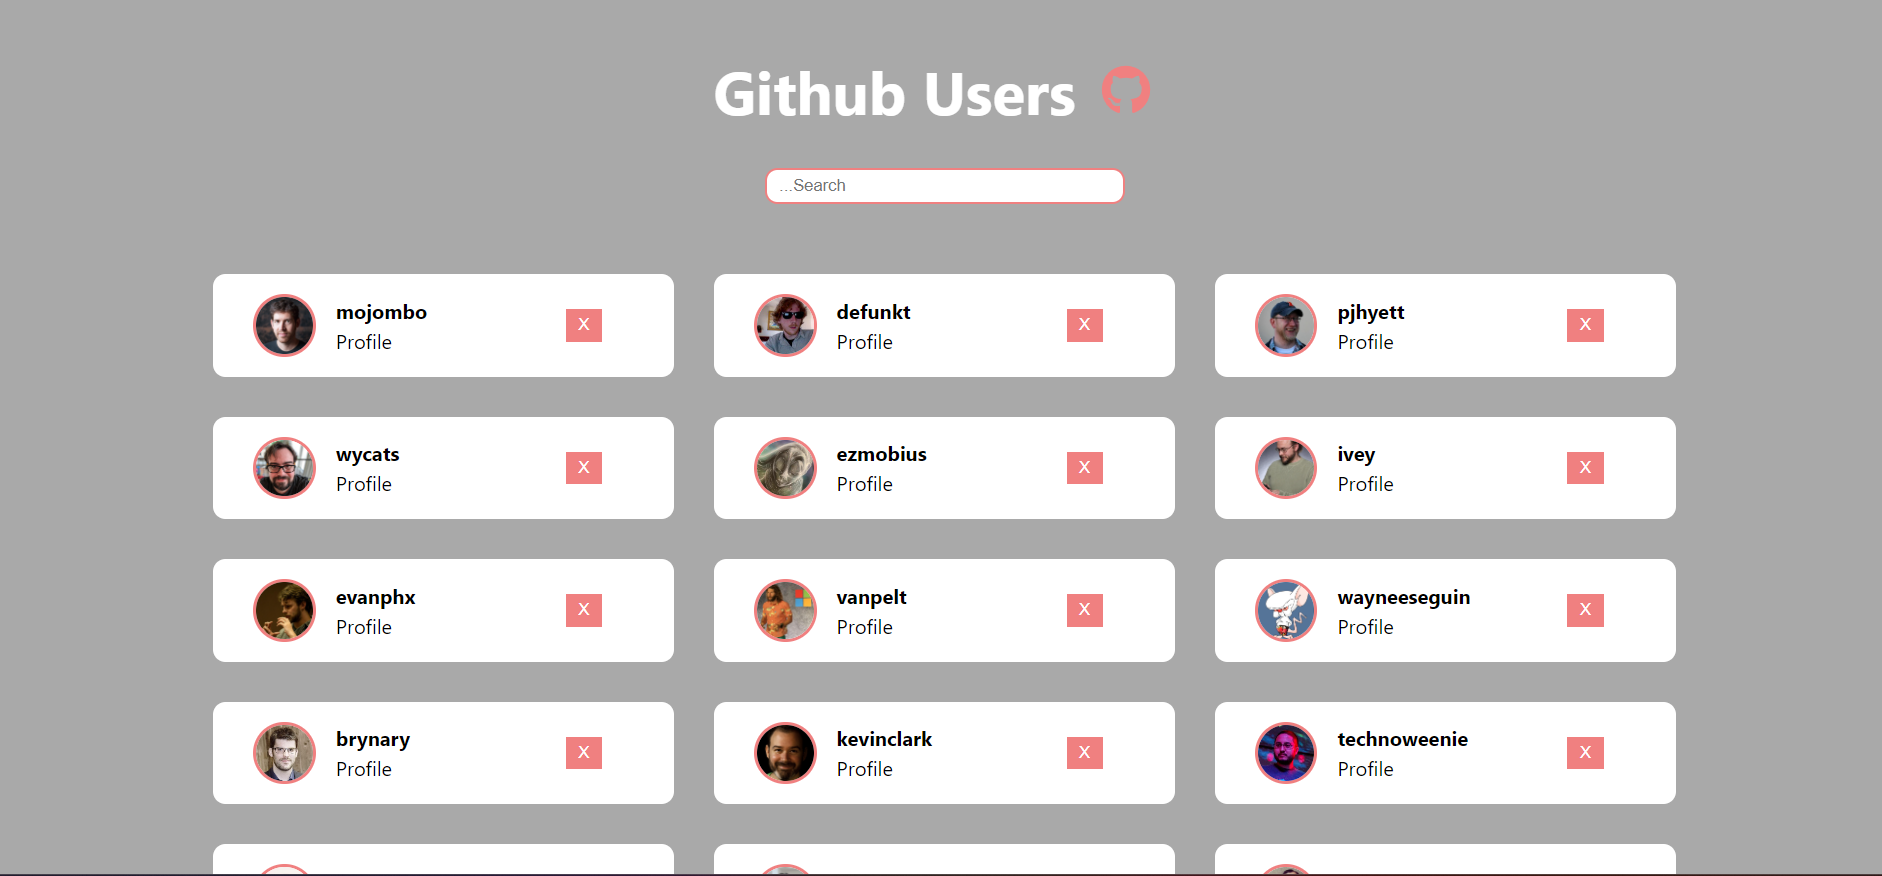 Github Users
...Search
mojombo
Profile
X
defunkt
Profile
X
pjhyett
Profile
X
wycats
Profile
X
ezmobius
Profile
X
ivey
Profile
X
evanphx
Profile
X
vanpelt
Profile
X
wayneeseguin
Profile
X
brynary
Profile
X
kevinclark
Profile
X
technoweenie
Profile
X